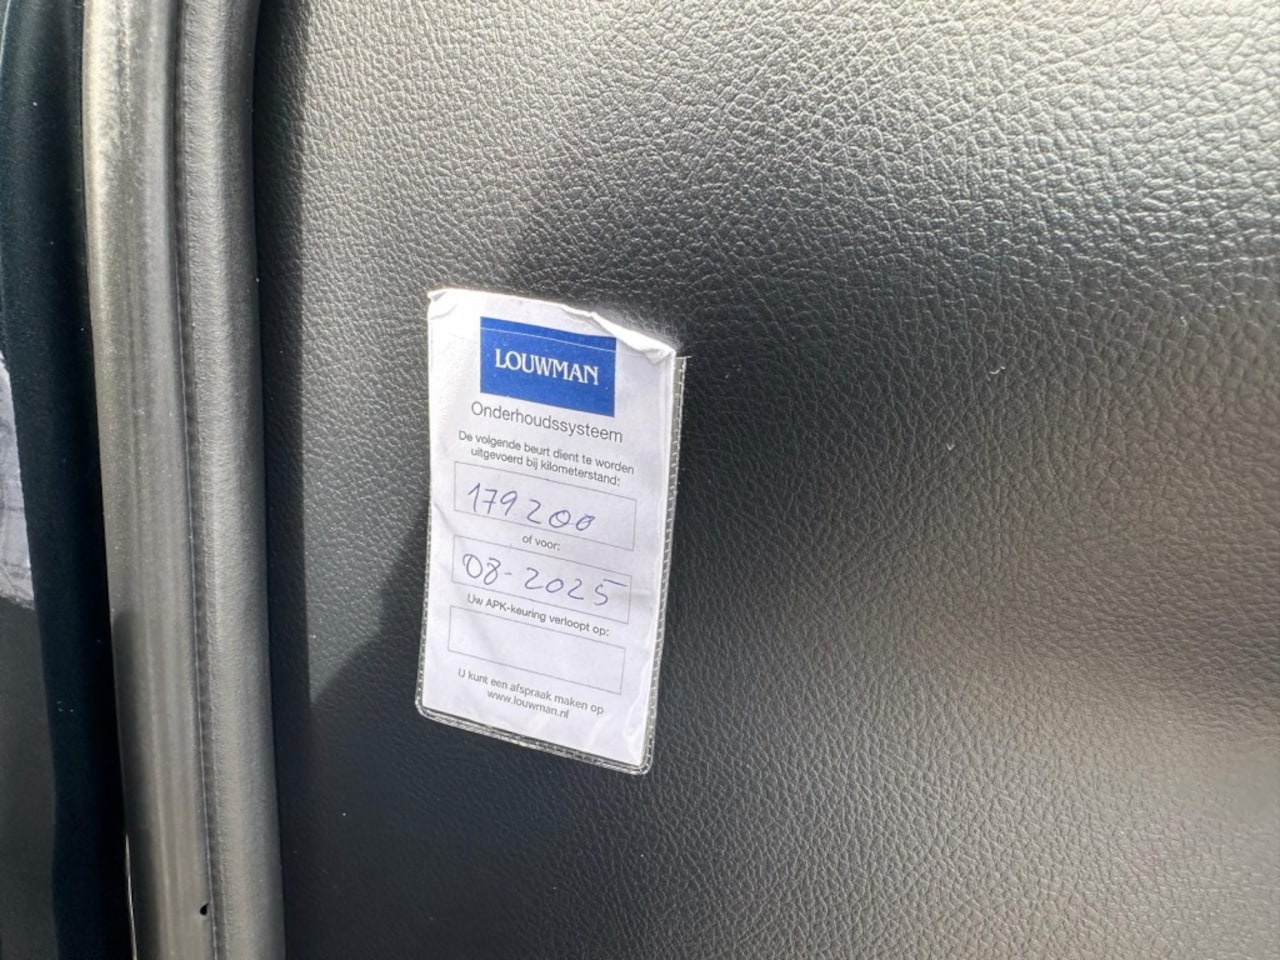 LOUWMAN
Onderhoudssysteem
De volgende beurt dient te worden
uitgevoerd bij kilometerstand:
179200
of voor:
08-2025
Uw APK-keuring verloopt op:
U kunt een afspraak maken op
www.louwman.nl